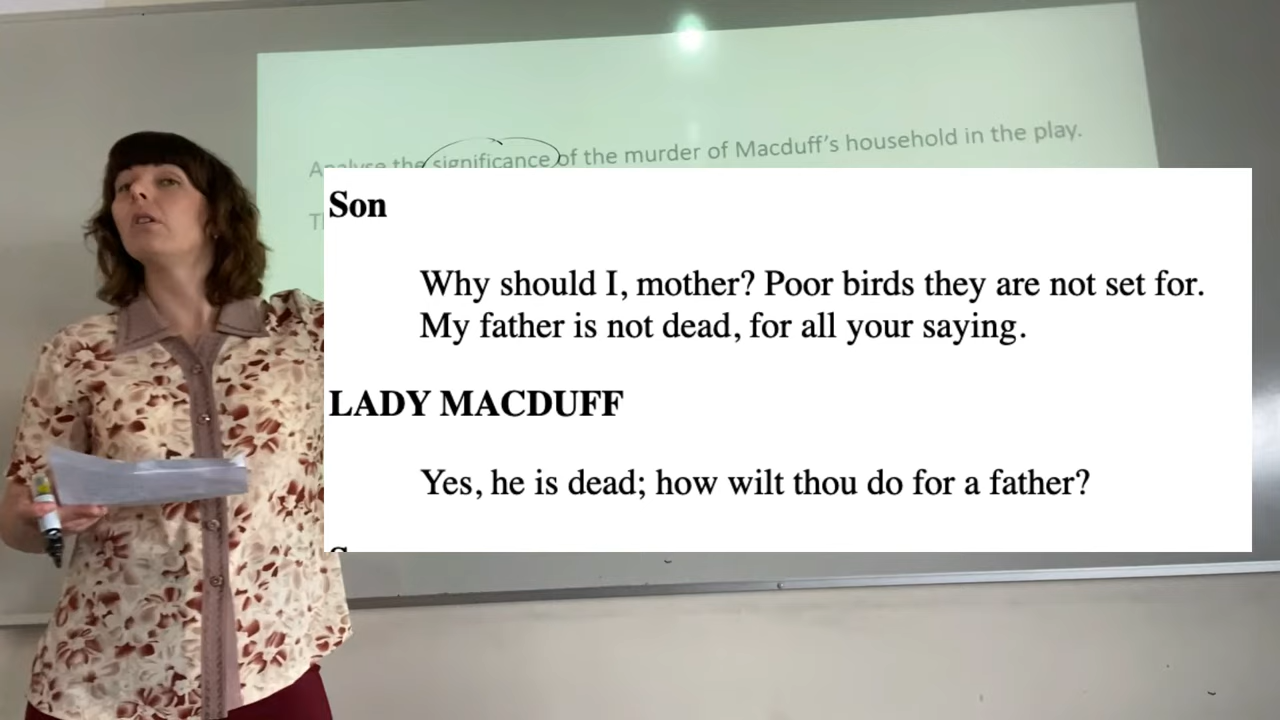 Analyse the significance of the murder of Macduff's household in the play.
Son
Why should I, mother? Poor birds they are not set for.
My father is not dead, for all your saying.
LADY MACDUFF
Yes, he is dead; how wilt thou do for a father?